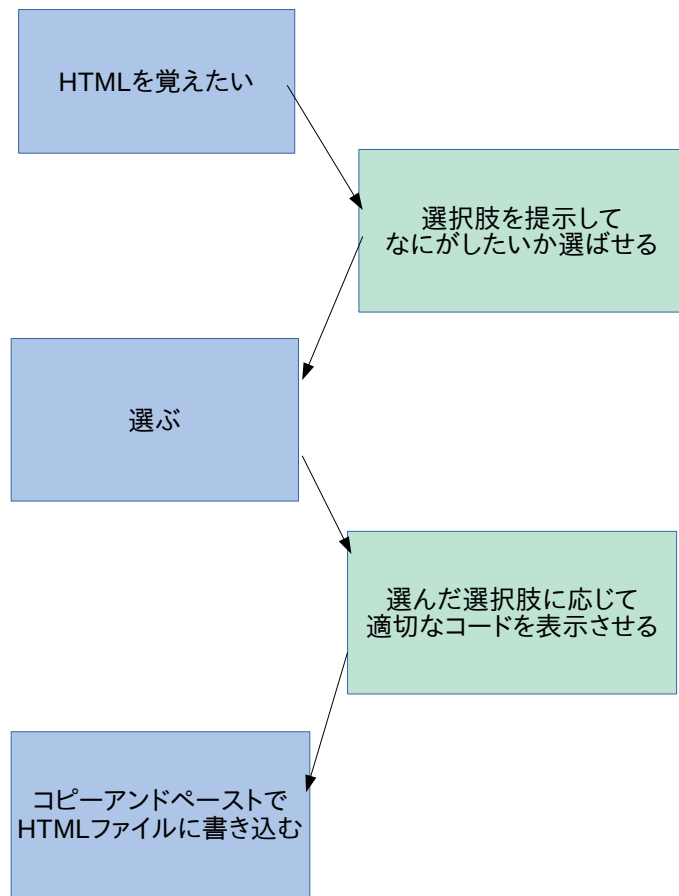 HTMLを覚えたい
選択肢を提示して
なにがしたいか選ばせる
選ぶ
選んだ選択肢に応じて
適切なコードを表示させる
コピーアンドペーストで
HTMLファイルに書き込む